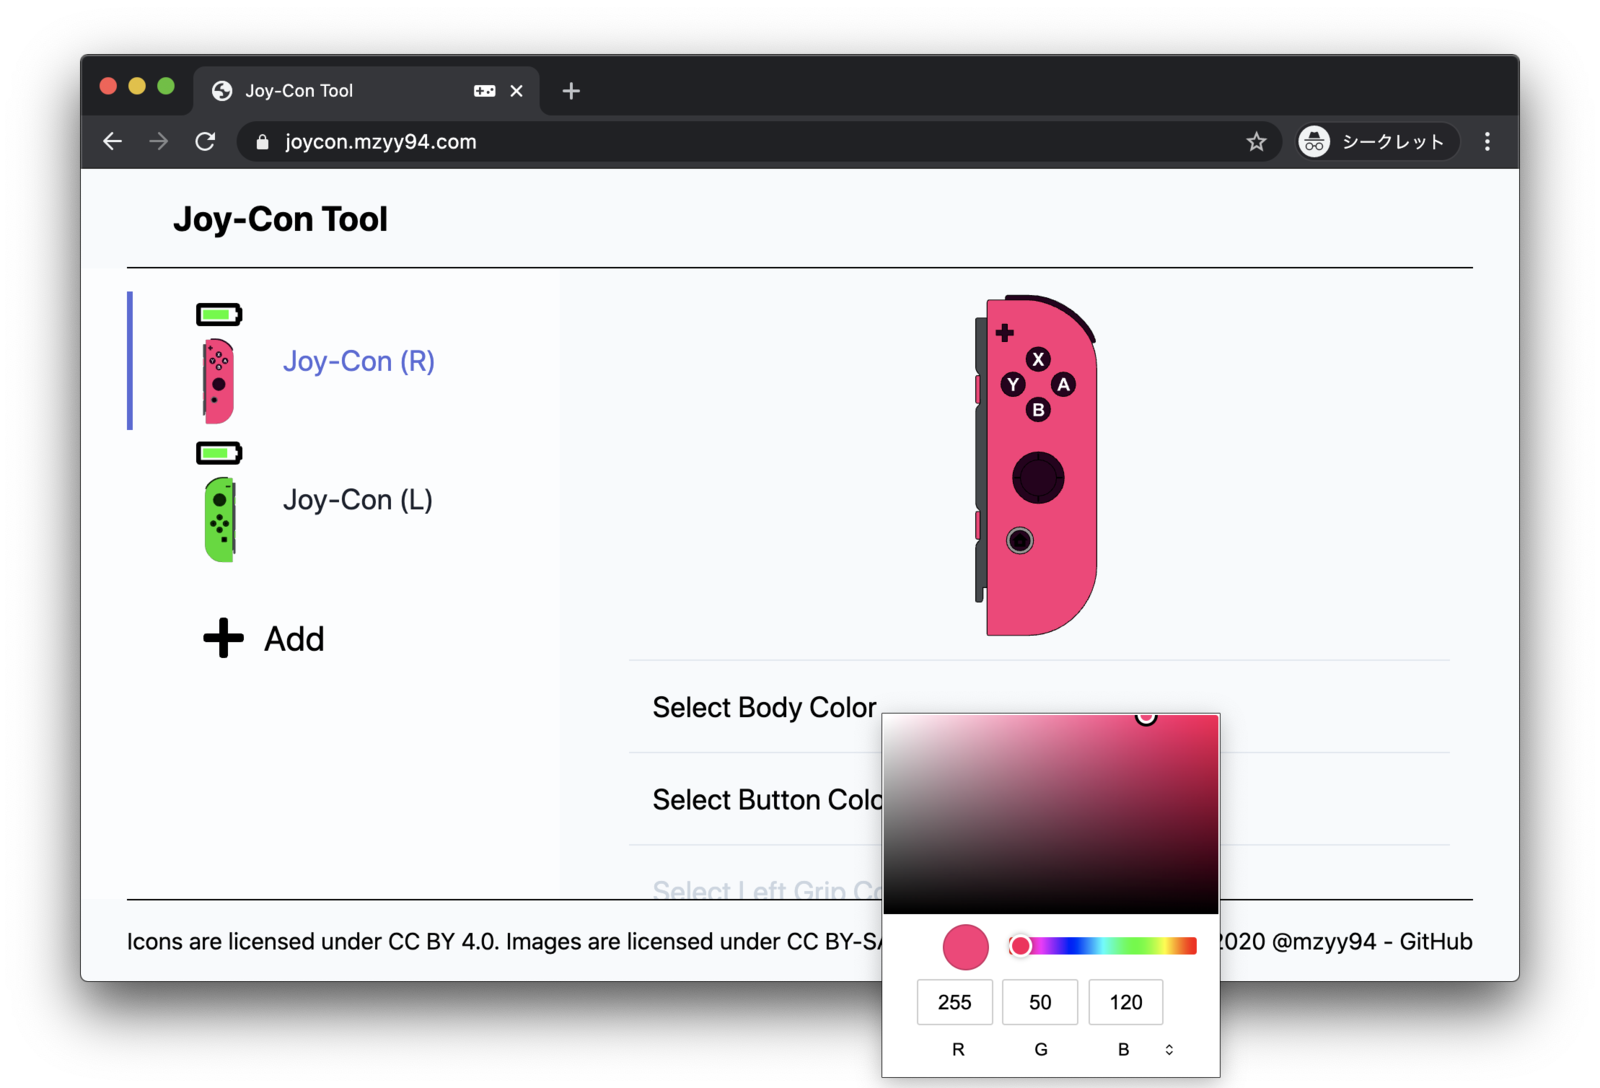 Joy-Con Tool
joycon.mzyy94.com
シークレット
Joy-Con Tool
Joy-Con (R)
Joy-Con (L)
Add
X
Y A
B
Select Body Color
Select Button Colo
Select Left Grip Co
Icons are licensed under CC BY 4.0. Images are licensed under CC BY-SA 2020 @mzyy94 - GitHub
255 50 120
R G B